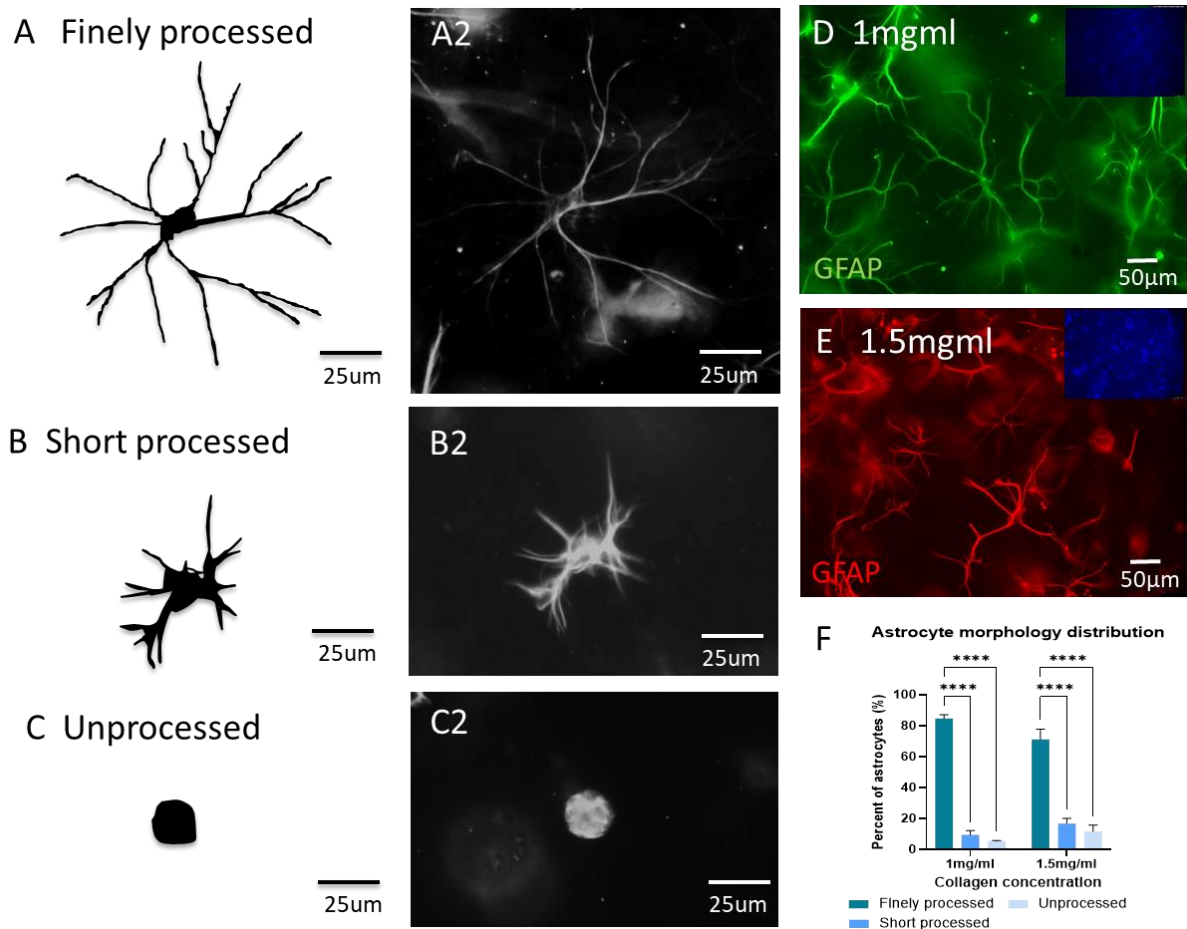 A Finely processed
25um
A2
25um
B Short processed
25um
B2
25um
C Unprocessed
25um
C2
25um
D 1mgml
GFAP
50µm
E 1.5mgml
GFAP
50µm
F
Astrocyte morphology distribution
Percent of astrocytes (%)
100
80
60
40
20
0
****
****
****
****
1mg/ml
1.5mg/ml
Collagen concentration
FInely processed
Unprocessed
Short processed